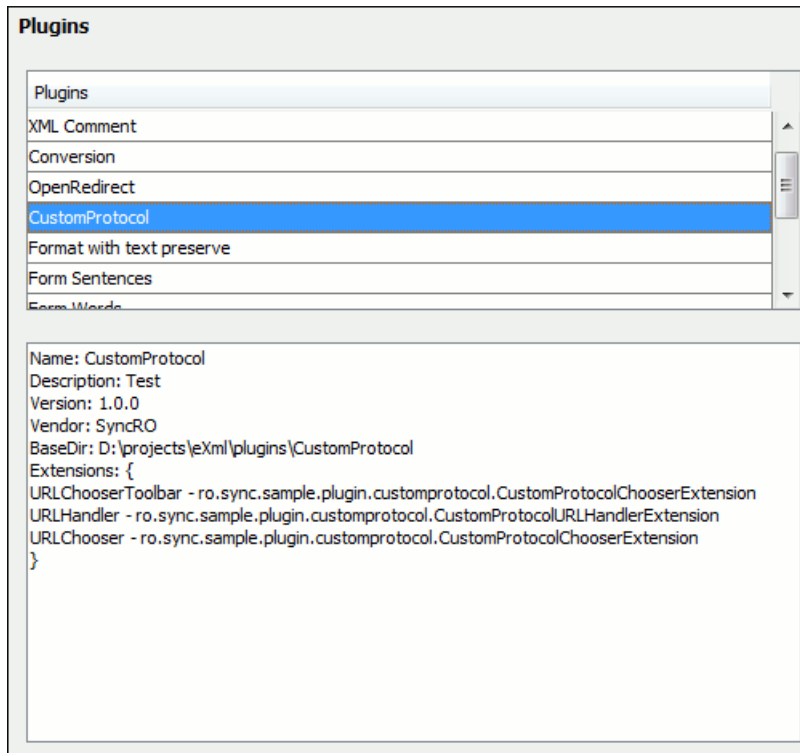 Plugins
Plugins
XML Comment
Conversion
OpenRedirect
CustomProtocol
Format with text preserve
Form Sentences
Form Words
Name: CustomProtocol
Description: Test
Version: 1.0.0
Vendor: SyncRO
BaseDir: D:\projects\eXml\plugins\CustomProtocol
Extensions: {
URLChooserToolbar - ro.sync.sample.plugin.customprotocol.CustomProtocolChooserExtension
URLHandler - ro.sync.sample.plugin.customprotocol.CustomProtocolURLHandlerExtension
URLChooser - ro.sync.sample.plugin.customprotocol.CustomProtocolChooserExtension
}